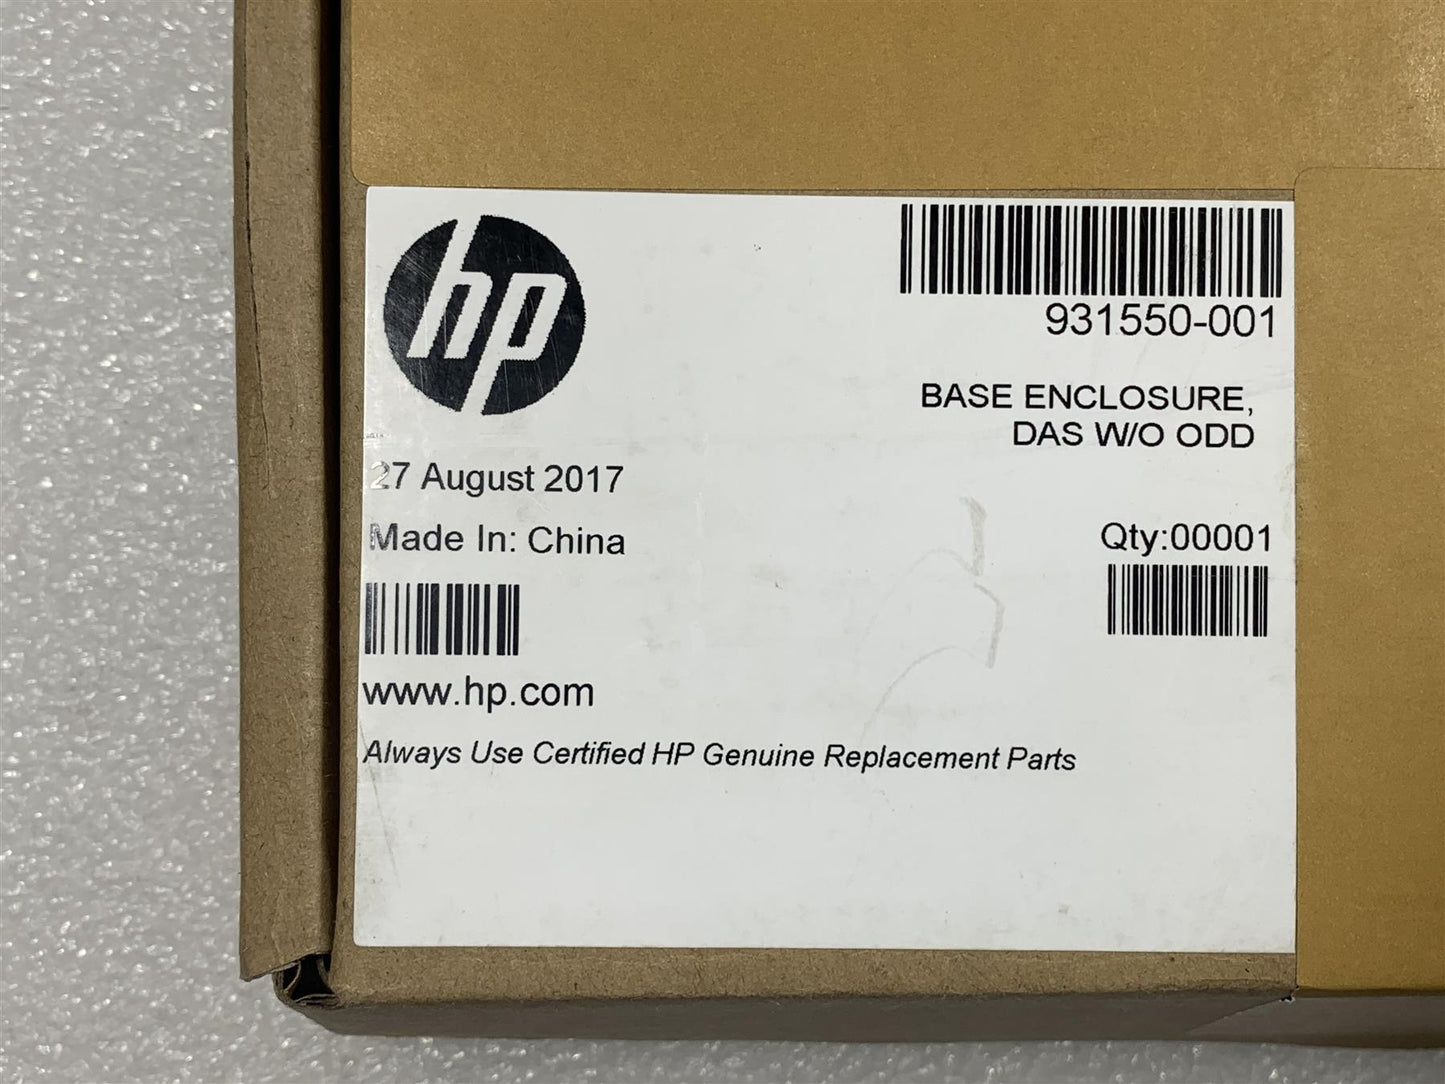 hp
931550-001
BASE ENCLOSURE,
DAS W/O ODD
27 August 2017
Made In: China
Qty:00001
www.hp.com
Always Use Certified HP Genuine Replacement Parts